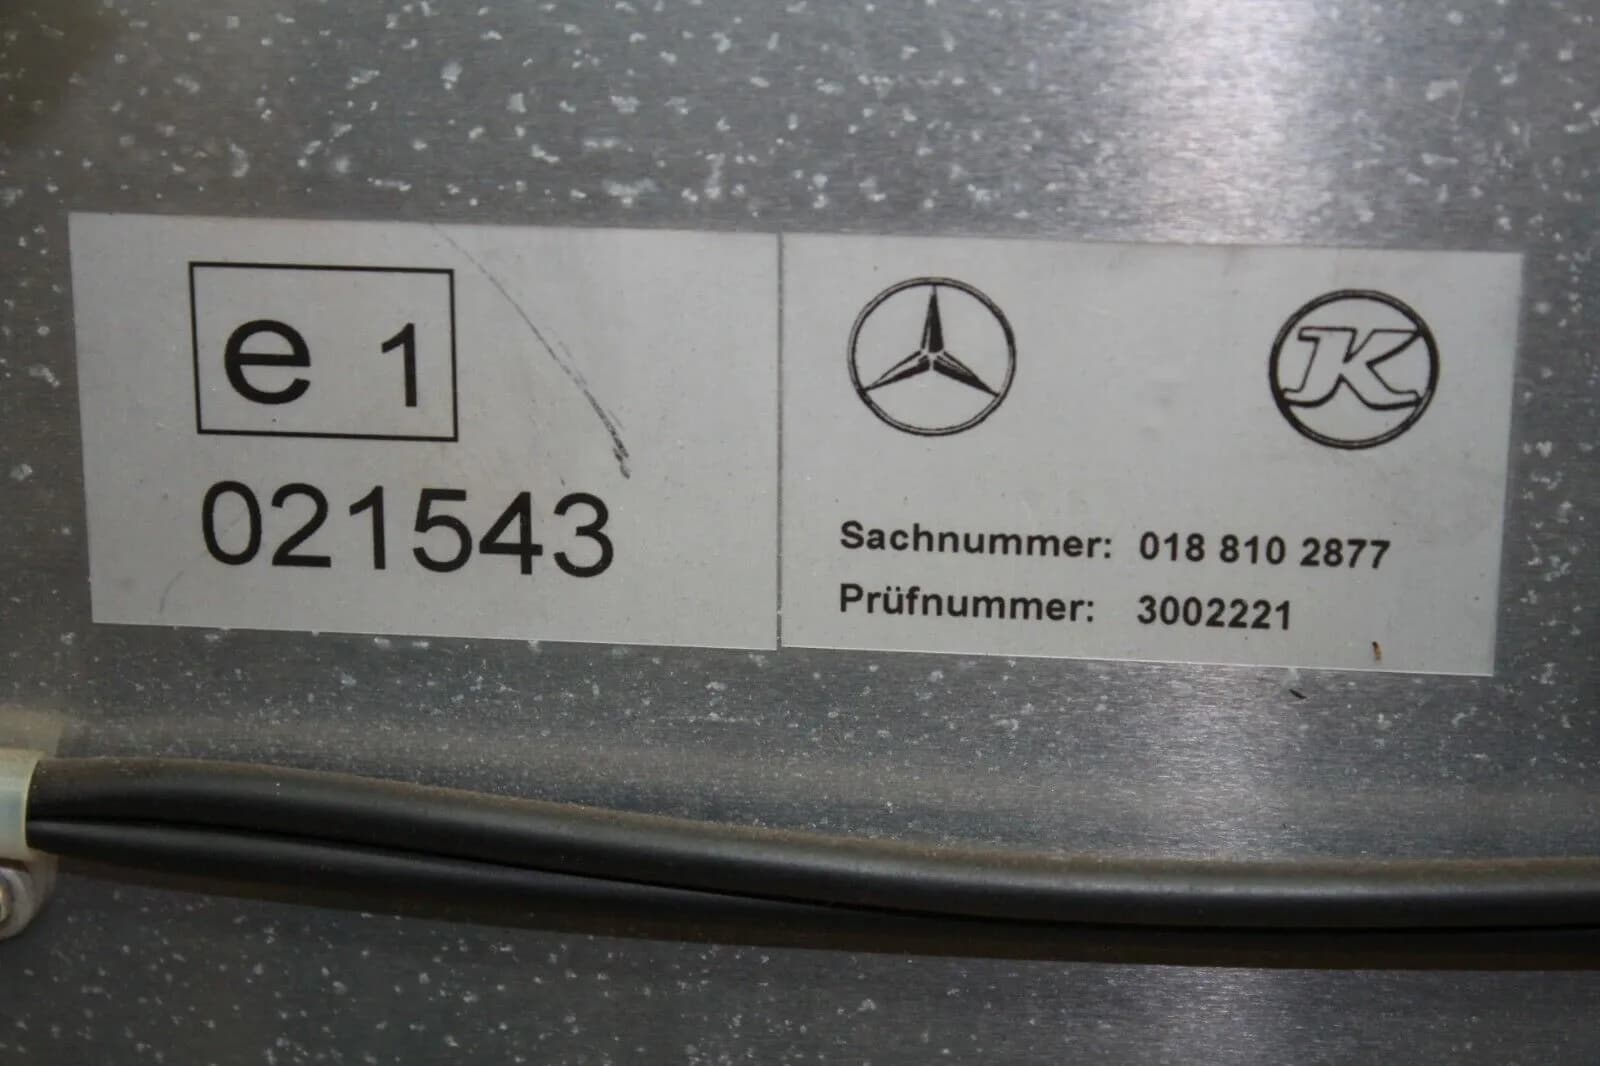 e 1
021543
K
Sachnummer: 018 810 2877
Prüfnummer: 3002221